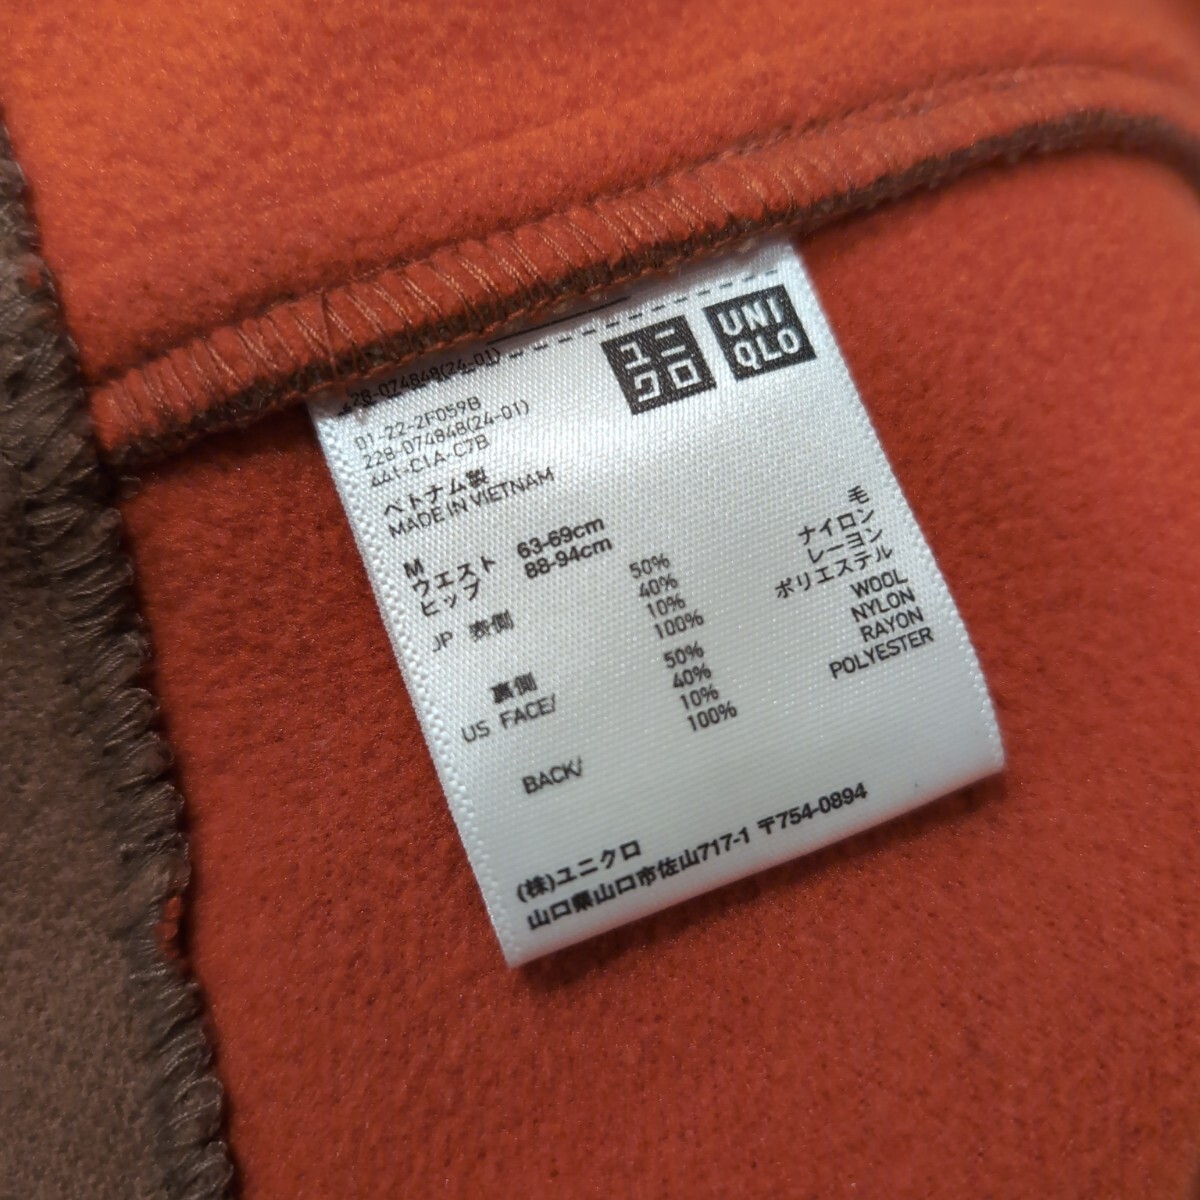 ユニ
クロ
UNI
QLO
428-074848(24-01)
01-22-2F059B
228-074848(24-01)
441-C1A-C7B
ベトナム製
MADE IN VIETNAM
M
ウエスト 63-69cm
ヒップ 88-94cm
JP 表側 50% 毛
40% ナイロン
10% レーヨン
裏側 100% ポリエステル
US FACE/ 50% WOOL
40% NYLON
10% RAYON
BACK/ 100% POLYESTER
(株)ユニクロ
山口県山口市佐山717-1 〒754-0894